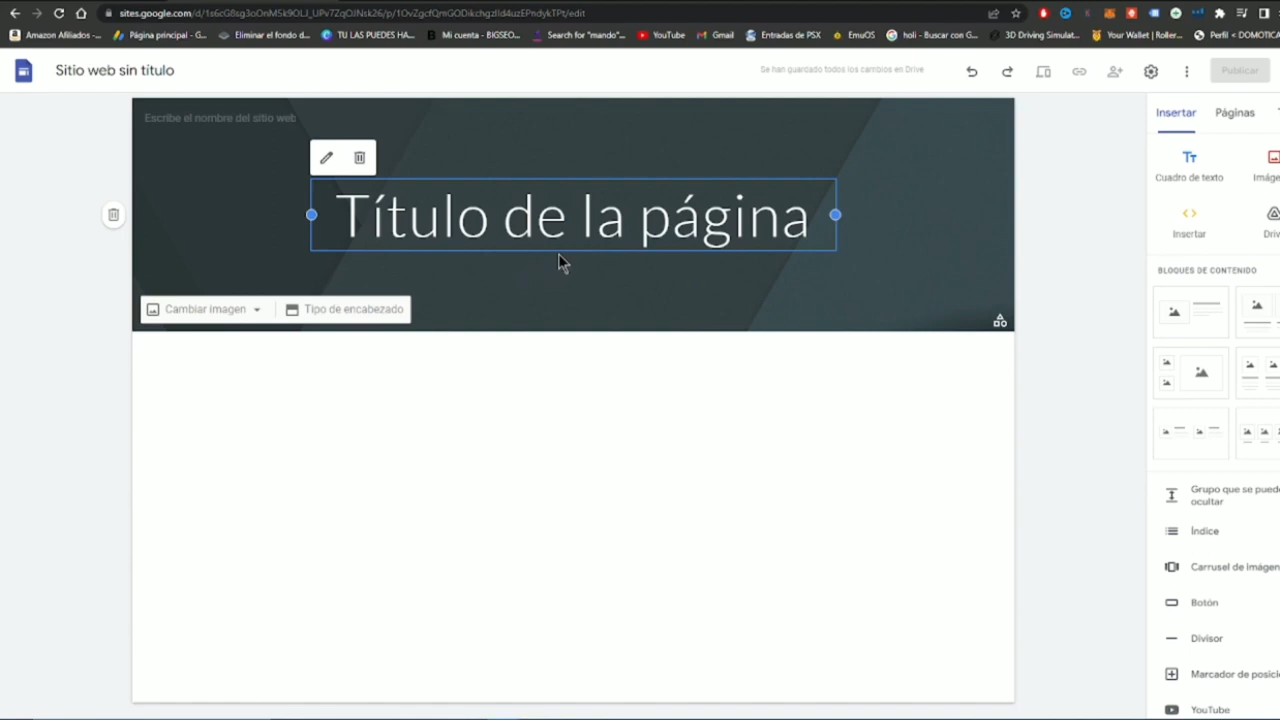 sites.google.com/d/1s6cG8sg3oOnM5k9OLJ_UPv7ZqOJNsk26/p/1OvZgcfQmGODikchgzlId4uzEPndykTPt/edit
Amazon Afiliados -... Página principal - G... Eliminar el fondo d... TU LAS PUEDES HA... Mi cuenta - BIGSEO... Search for "mando"... YouTube Gmail Entradas de PSX EmuOS holi - Buscar con G... 3D Driving Simulat... Your Wallet | Roller... Perfil < DOMOTICA
Sitio web sin título
Se han guardado todos los cambios en Drive
Publicar
Escribe el nombre del sitio web
Insertar Páginas
Título de la página
Cuadro de texto Imáge
Insertar Driv
BLOQUES DE CONTENIDO
Cambiar imagen Tipo de encabezado
Grupo que se puede
ocultar
Índice
Carrusel de imágen
Botón
Divisor
Marcador de posició
YouTube